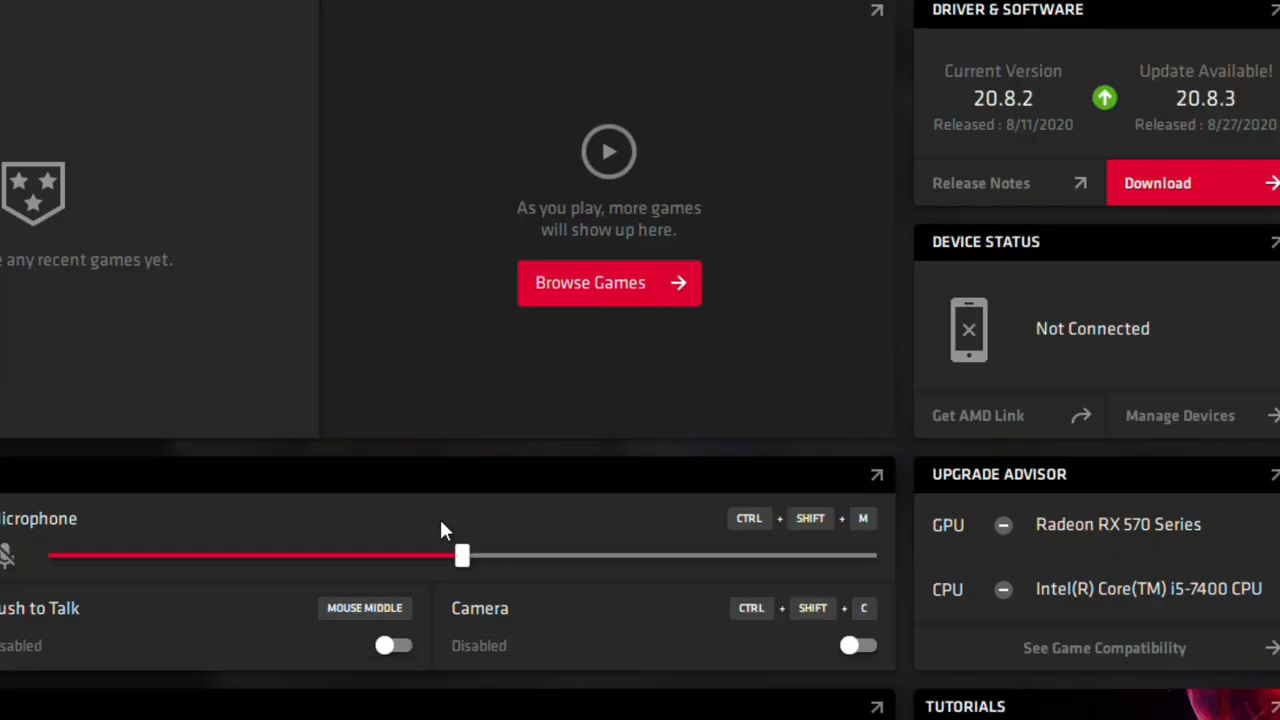 any recent games yet.
As you play, more games
will show up here.
Browse Games
icrophone
CTRL + SHIFT + M
ush to Talk
MOUSE MIDDLE
sabled
Camera
CTRL + SHIFT + C
Disabled
DRIVER & SOFTWARE
Current Version
20.8.2
Released : 8/11/2020
Update Available!
20.8.3
Released : 8/27/2020
Release Notes
Download
DEVICE STATUS
Not Connected
Get AMD Link
Manage Devices
UPGRADE ADVISOR
GPU
Radeon RX 570 Series
CPU
Intel(R) Core(TM) i5-7400 CPU
See Game Compatibility
TUTORIALS